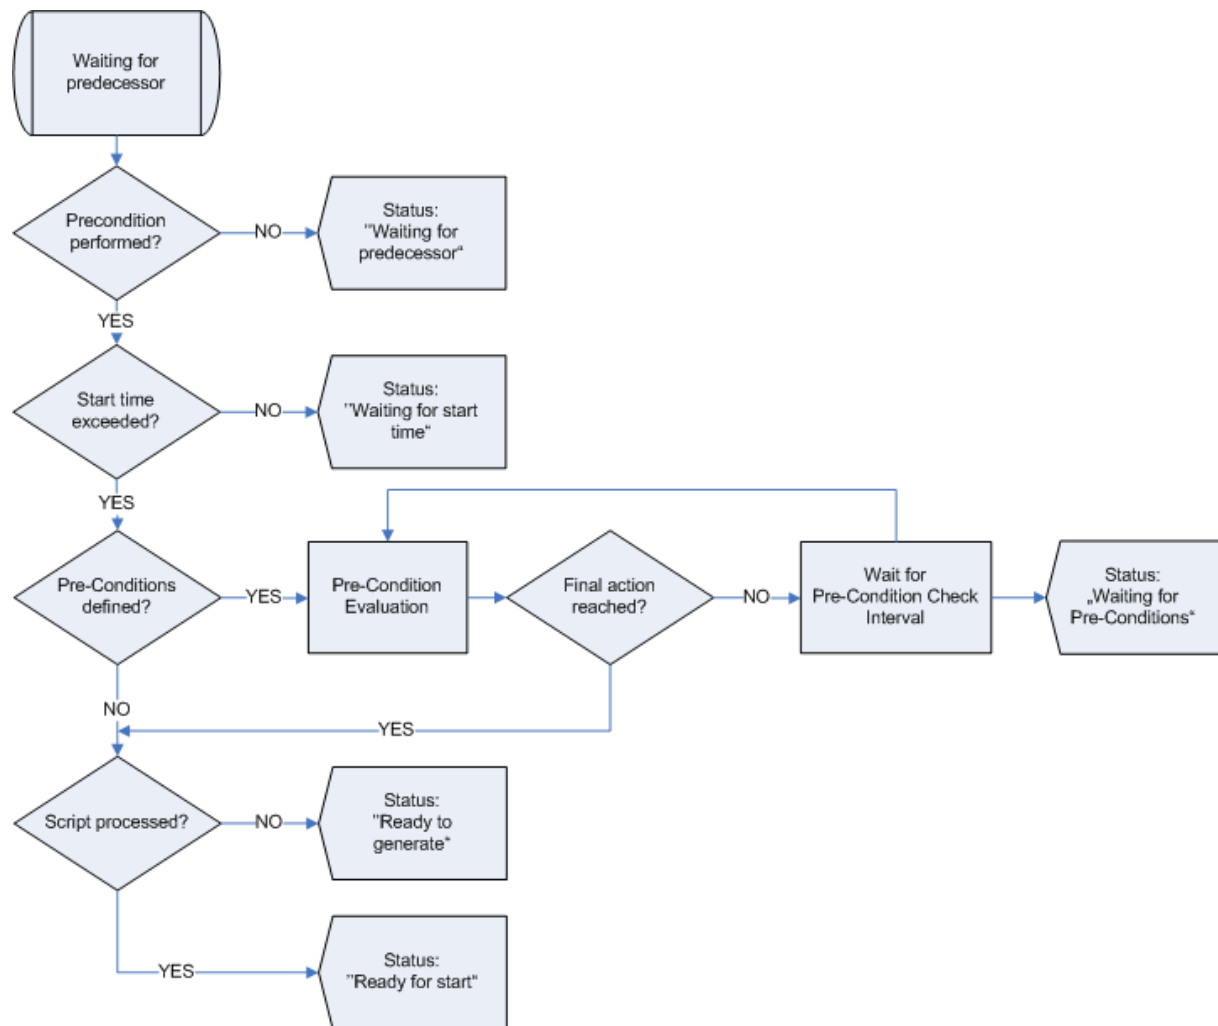 Waiting for
predecessor
Precondition
performed?
NO
Status:
"Waiting for
predecessor“
YES
Start time
exceeded?
NO
Status:
"Waiting for start
time“
YES
Pre-Conditions
defined?
YES
Pre-Condition
Evaluation
Final action
reached?
NO
Wait for
Pre-Condition Check
Interval
Status:
„Waiting for
Pre-Conditions“
NO
YES
Script processed?
NO
Status:
"Ready to
generate“
YES
Status:
"Ready for start“